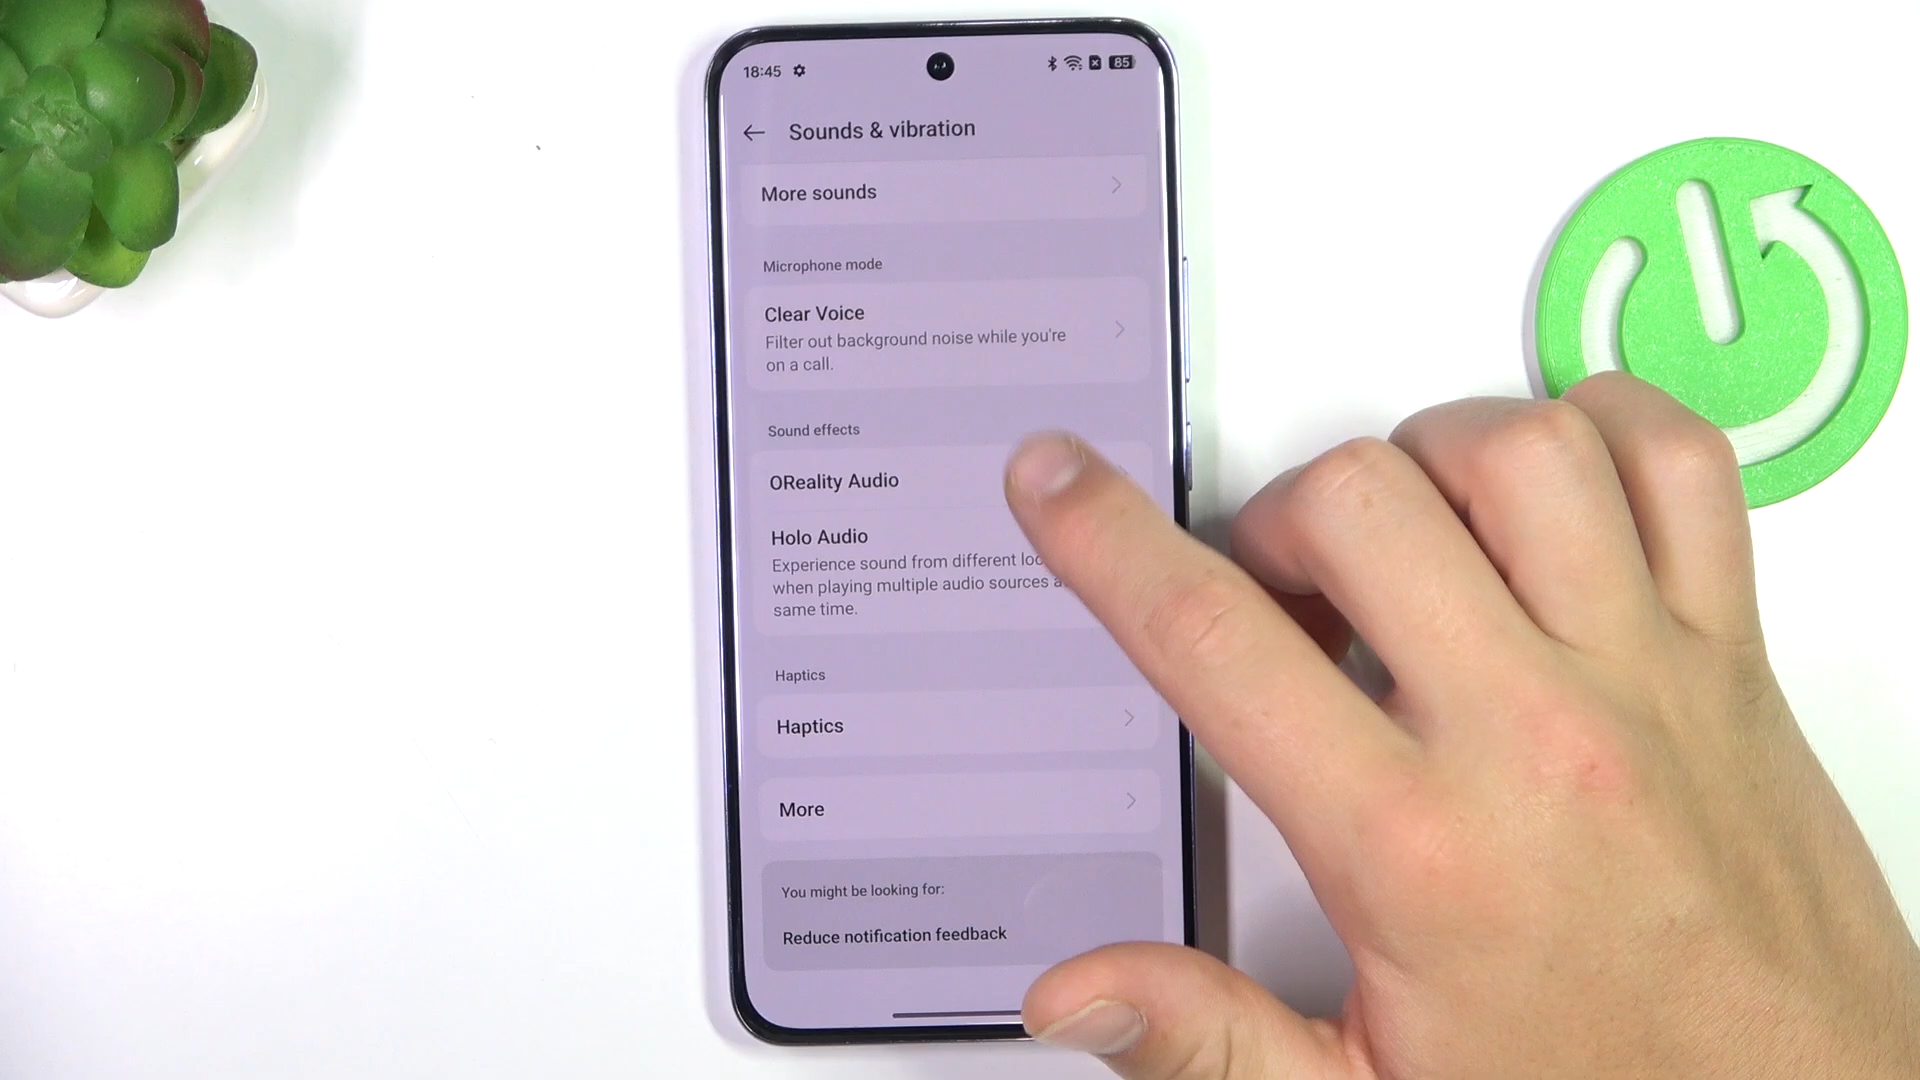 18:45
85
Sounds & vibration
More sounds
Microphone mode
Clear Voice
Filter out background noise while you're
on a call.
Sound effects
OReality Audio
Holo Audio
Experience sound from different
when playing multiple audio sources
same time.
Haptics
Haptics
More
You might be looking for:
Reduce notification feedback